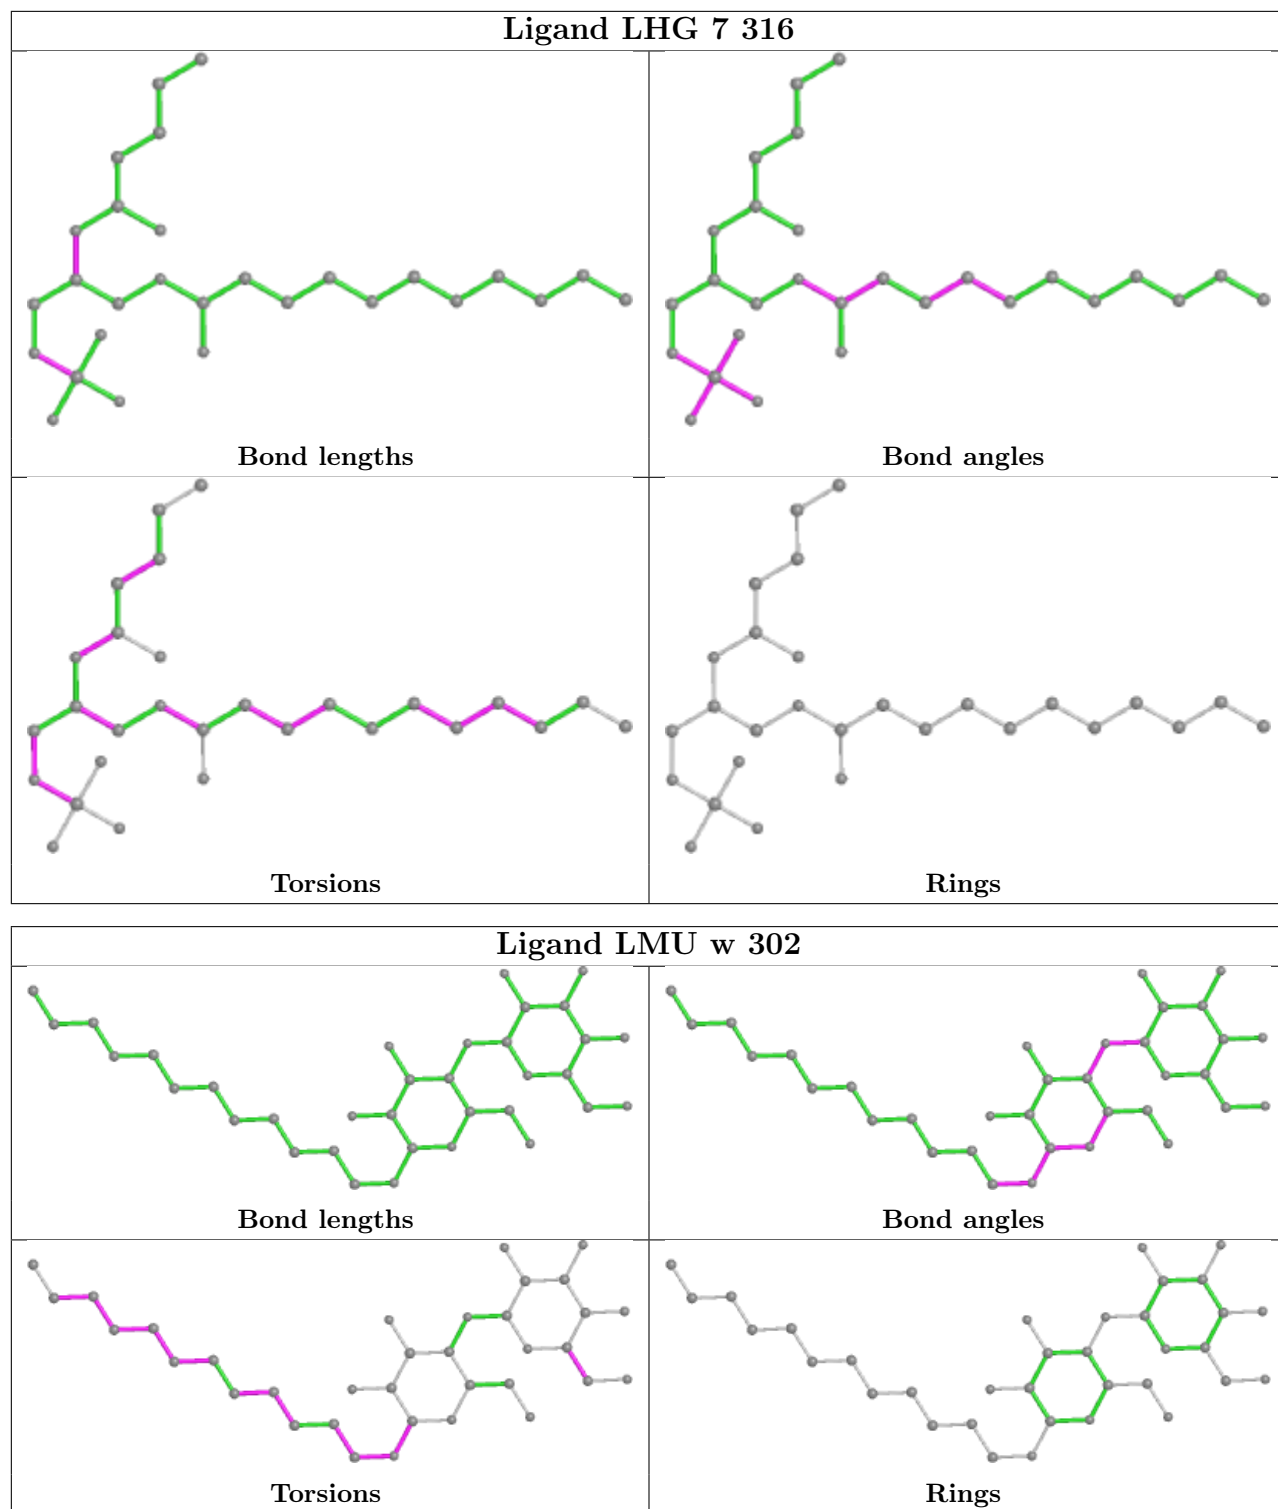 Ligand LHG 7 316
Bond lengths
Bond angles
Torsions
Rings
Ligand LMU w 302
Bond lengths
Bond angles
Torsions
Rings